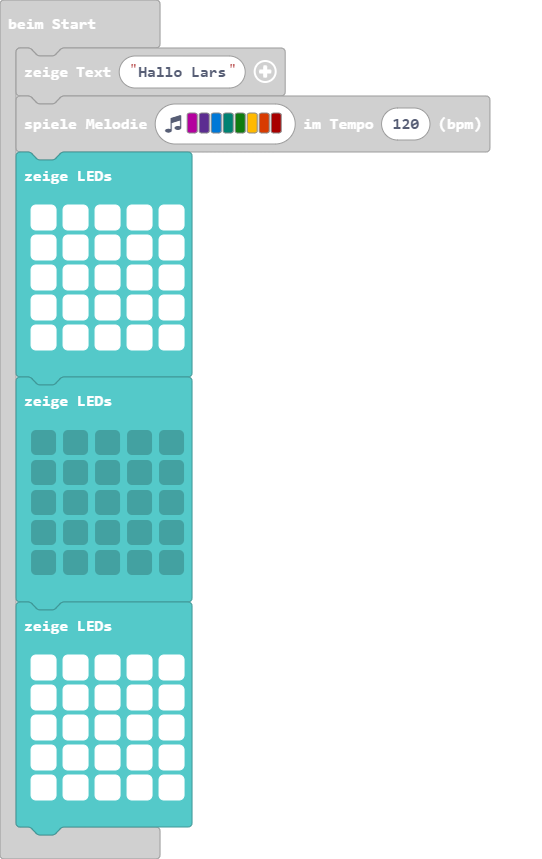 beim Start
zeige Text "Hallo Lars"
spiele Melodie im Tempo 120 (bpm)
zeige LEDs
zeige LEDs
zeige LEDs